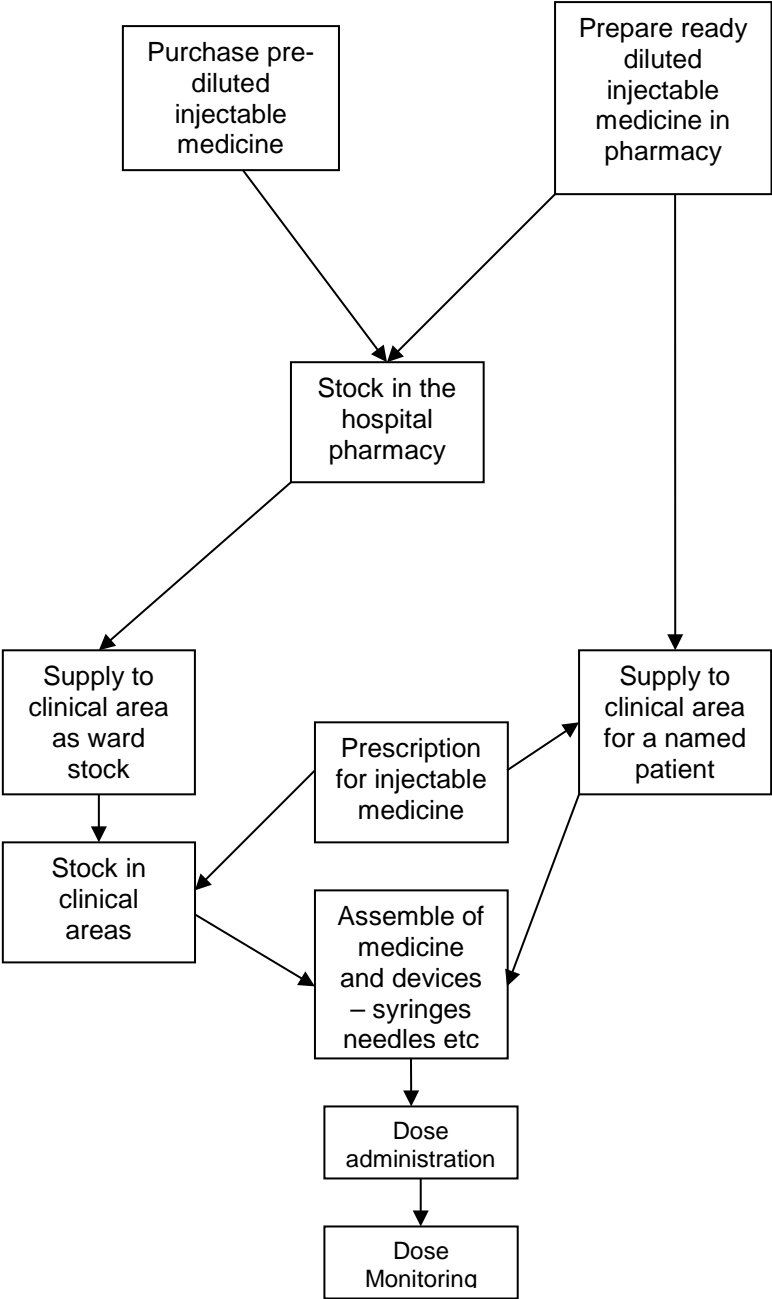 Purchase pre-
diluted
injectable
medicine
Prepare ready
diluted
injectable
medicine in
pharmacy
Stock in the
hospital
pharmacy
Supply to
clinical area
as ward
stock
Prescription
for injectable
medicine
Supply to
clinical area
for a named
patient
Stock in
clinical
areas
Assemble of
medicine
and devices
– syringes
needles etc
Dose
administration
Dose
Monitoring